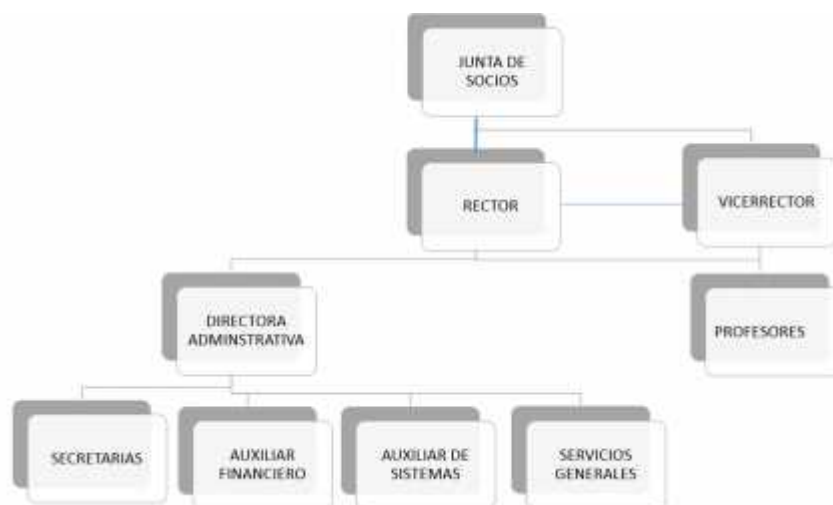 JUNTA DE
SOCIOS
RECTOR
VICERRECTOR
DIRECTORA
ADMINSTRATIVA
PROFESORES
SECRETARIAS
AUXILIAR
FINANCIERO
AUXILIAR DE
SISTEMAS
SERVICIOS
GENERALES